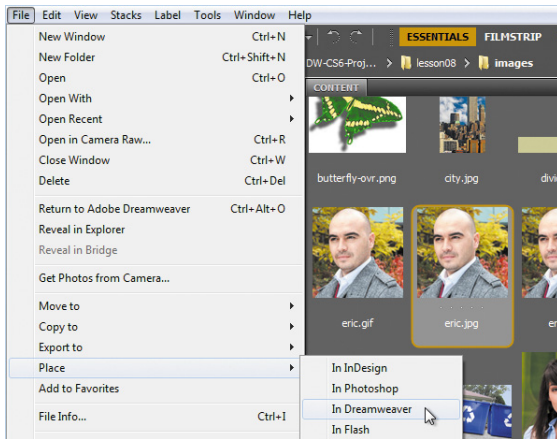 File Edit View Stacks Label Tools Window Help
New Window Ctrl+N
New Folder Ctrl+Shift+N
Open Ctrl+O
Open With
Open Recent
Open in Camera Raw... Ctrl+R
Close Window Ctrl+W
Delete Ctrl+Del
Return to Adobe Dreamweaver Ctrl+Alt+O
Reveal in Explorer
Reveal in Bridge
Get Photos from Camera...
Move to
Copy to
Export to
Place
Add to Favorites
File Info... Ctrl+I
In InDesign
In Photoshop
In Dreamweaver
In Flash
ESSENTIALS FILMSTRIP
DW-CS6-Proj... > lesson08 > images
CONTENT
butterfly-ovr.png city.jpg divi
eric.gif eric.jpg er